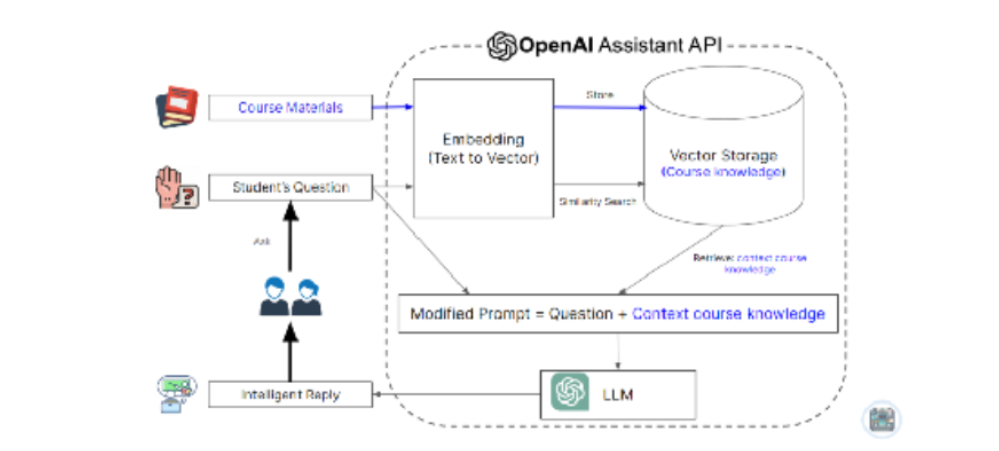 OpenAI Assistant API
Course Materials
Store
Embedding
(Text to Vector)
Vector Storage
(Course knowledge)
Student's Question
Similarity Search
Ask
Retrieve: context course
knowledge
Modified Prompt = Question + Context course knowledge
Intelligent Reply
LLM